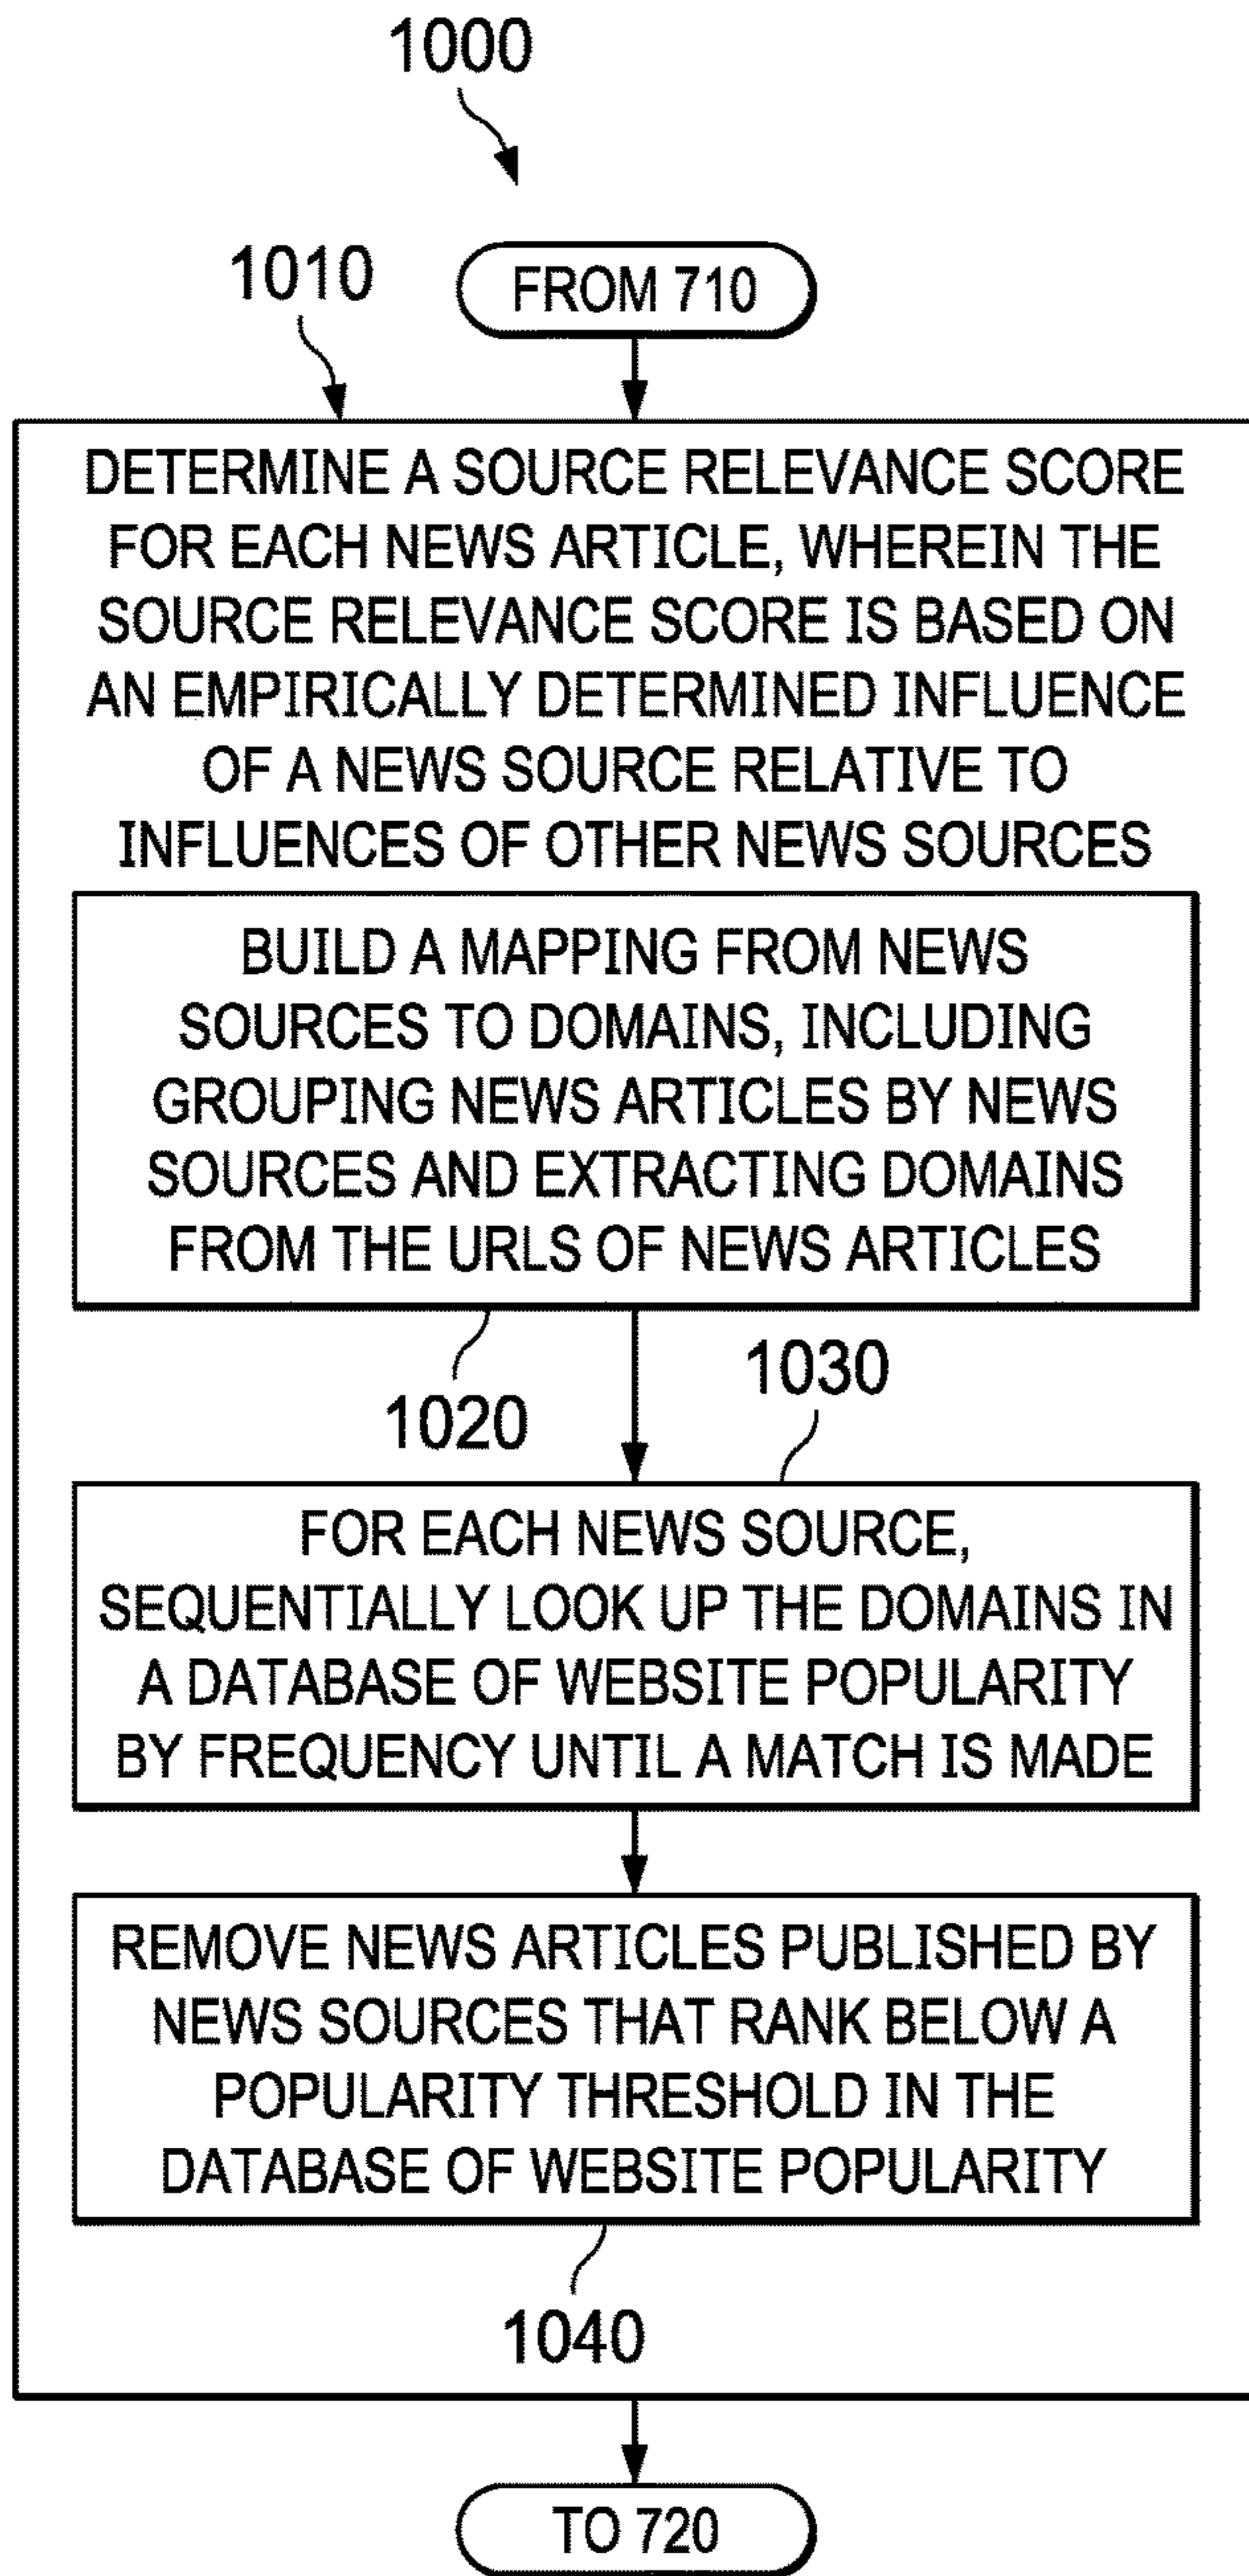 1000
1010
FROM 710
DETERMINE A SOURCE RELEVANCE SCORE
FOR EACH NEWS ARTICLE, WHEREIN THE
SOURCE RELEVANCE SCORE IS BASED ON
AN EMPIRICALLY DETERMINED INFLUENCE
OF A NEWS SOURCE RELATIVE TO
INFLUENCES OF OTHER NEWS SOURCES
BUILD A MAPPING FROM NEWS
SOURCES TO DOMAINS, INCLUDING
GROUPING NEWS ARTICLES BY NEWS
SOURCES AND EXTRACTING DOMAINS
FROM THE URLS OF NEWS ARTICLES
1020
1030
FOR EACH NEWS SOURCE,
SEQUENTIALLY LOOK UP THE DOMAINS IN
A DATABASE OF WEBSITE POPULARITY
BY FREQUENCY UNTIL A MATCH IS MADE
REMOVE NEWS ARTICLES PUBLISHED BY
NEWS SOURCES THAT RANK BELOW A
POPULARITY THRESHOLD IN THE
DATABASE OF WEBSITE POPULARITY
1040
TO 720